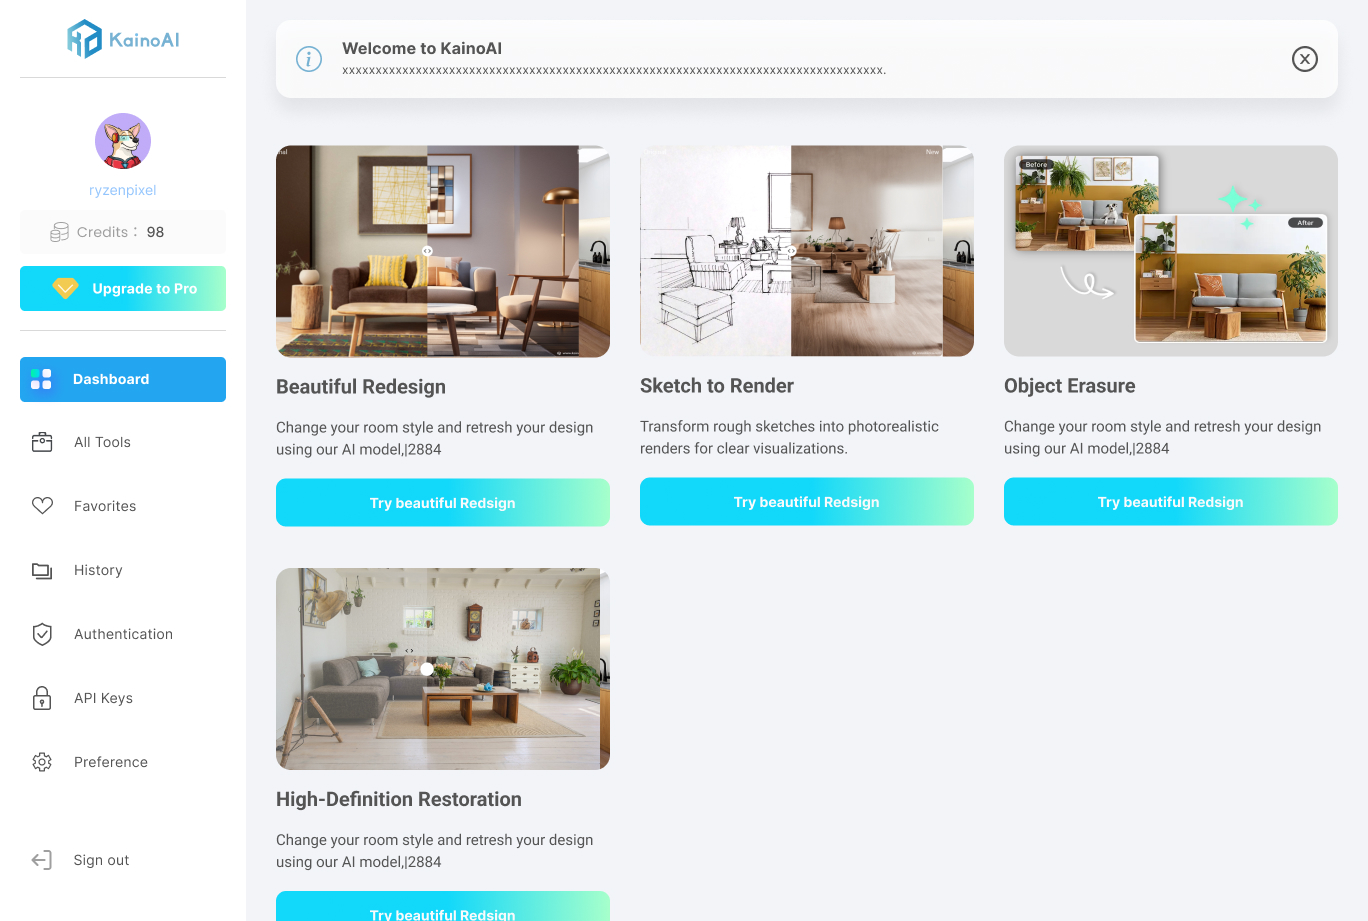 KainoAI
ryzenpixel
Credits : 98
Upgrade to Pro
Dashboard
All Tools
Favorites
History
Authentication
API Keys
Preference
Sign out
Welcome to KainoAI
xxxxxxxxxxxxxxxxxxxxxxxxxxxxxxxxxxxxxxxxxxxxxxxxxxxxxxxxxxxxxxxxxxxxxxxxxxxxxxxxx.
nal
Beautiful Redesign
Change your room style and retresh your design
using our AI model,|2884
Try beautiful Redsign
New
Sketch to Render
Transform rough sketches into photorealistic
renders for clear visualizations.
Try beautiful Redsign
Before
After
Object Erasure
Change your room style and retresh your design
using our AI model,|2884
Try beautiful Redsign
High-Definition Restoration
Change your room style and retresh your design
using our AI model,|2884
Try beautiful Redsign